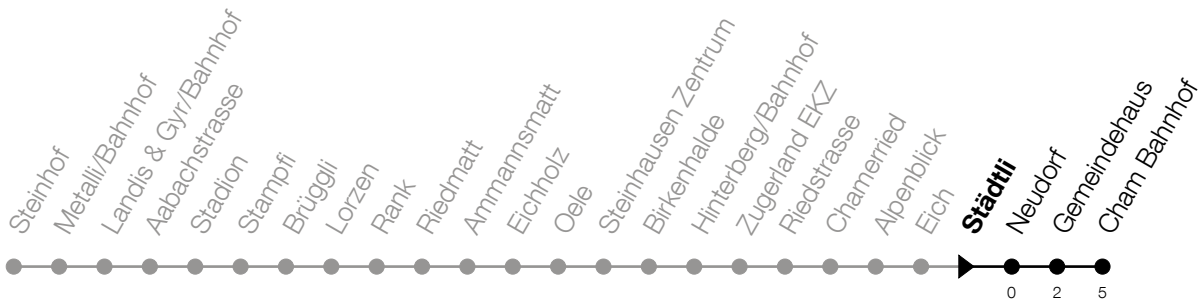 Steinhof
Metalli/Bahnhof
Landis & Gyr/Bahnhof
Aabachstrasse
Stadion
Stampfi
Brüggli
Lorzen
Rank
Riedmatt
Ammannsmatt
Eichholz
Oele
Steinhausen Zentrum
Birkenhalde
Hinterberg/Bahnhof
Zugerland EKZ
Riedstrasse
Chamerried
Alpenblick
Eich
Städtli
Neudorf
Gemeindehaus
Cham Bahnhof
0 2 5